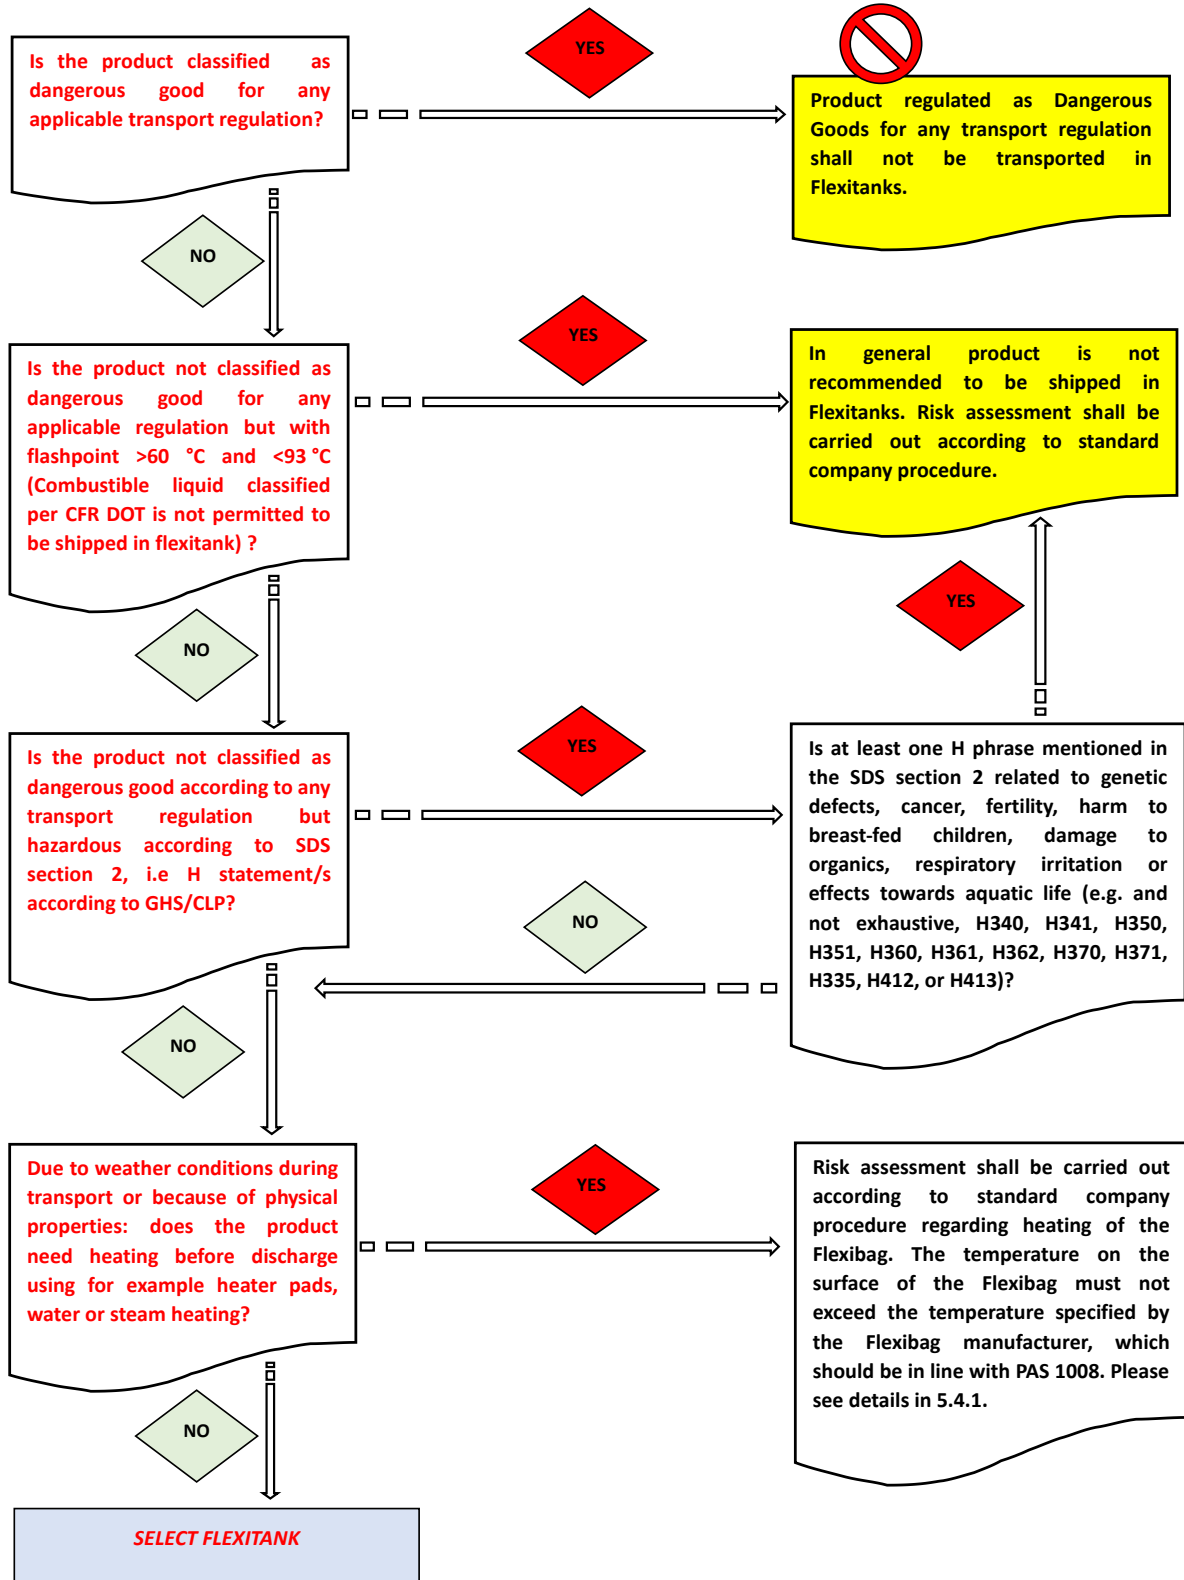 Is the product classified as
dangerous good for any
applicable transport regulation?
YES
Product regulated as Dangerous
Goods for any transport regulation
shall not be transported in
Flexitanks.
NO
Is the product not classified as
dangerous good for any
applicable regulation but with
flashpoint >60 °C and <93 °C
(Combustible liquid classified
per CFR DOT is not permitted to
be shipped in flexitank) ?
YES
In general product is not
recommended to be shipped in
Flexitanks. Risk assessment shall be
carried out according to standard
company procedure.
YES
NO
Is the product not classified as
dangerous good according to any
transport regulation but
hazardous according to SDS
section 2, i.e H statement/s
according to GHS/CLP?
YES
Is at least one H phrase mentioned in
the SDS section 2 related to genetic
defects, cancer, fertility, harm to
breast-fed children, damage to
organics, respiratory irritation or
effects towards aquatic life (e.g. and
not exhaustive, H340, H341, H350,
H351, H360, H361, H362, H370, H371,
H335, H412, or H413)?
NO
NO
Due to weather conditions during
transport or because of physical
properties: does the product
need heating before discharge
using for example heater pads,
water or steam heating?
YES
Risk assessment shall be carried out
according to standard company
procedure regarding heating of the
Flexibag. The temperature on the
surface of the Flexibag must not
exceed the temperature specified by
the Flexibag manufacturer, which
should be in line with PAS 1008. Please
see details in 5.4.1.
NO
SELECT FLEXITANK